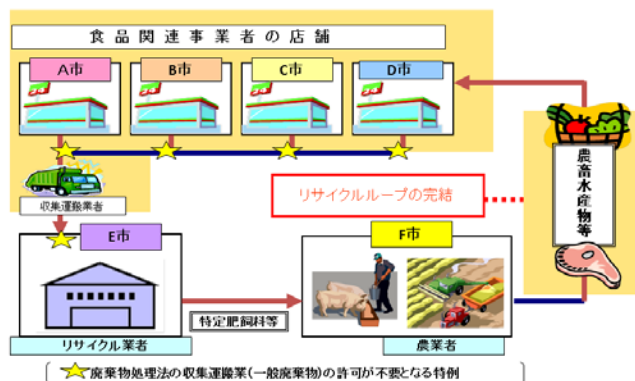 食品関連事業者の店舗
A市
B市
C市
D市
収集運搬業者
リサイクルループの完結
農畜水産物等
E市
F市
特定肥飼料等
リサイクル業者
農業者
廃棄物処理法の収集運搬業(一般廃棄物)の許可が不要となる特例